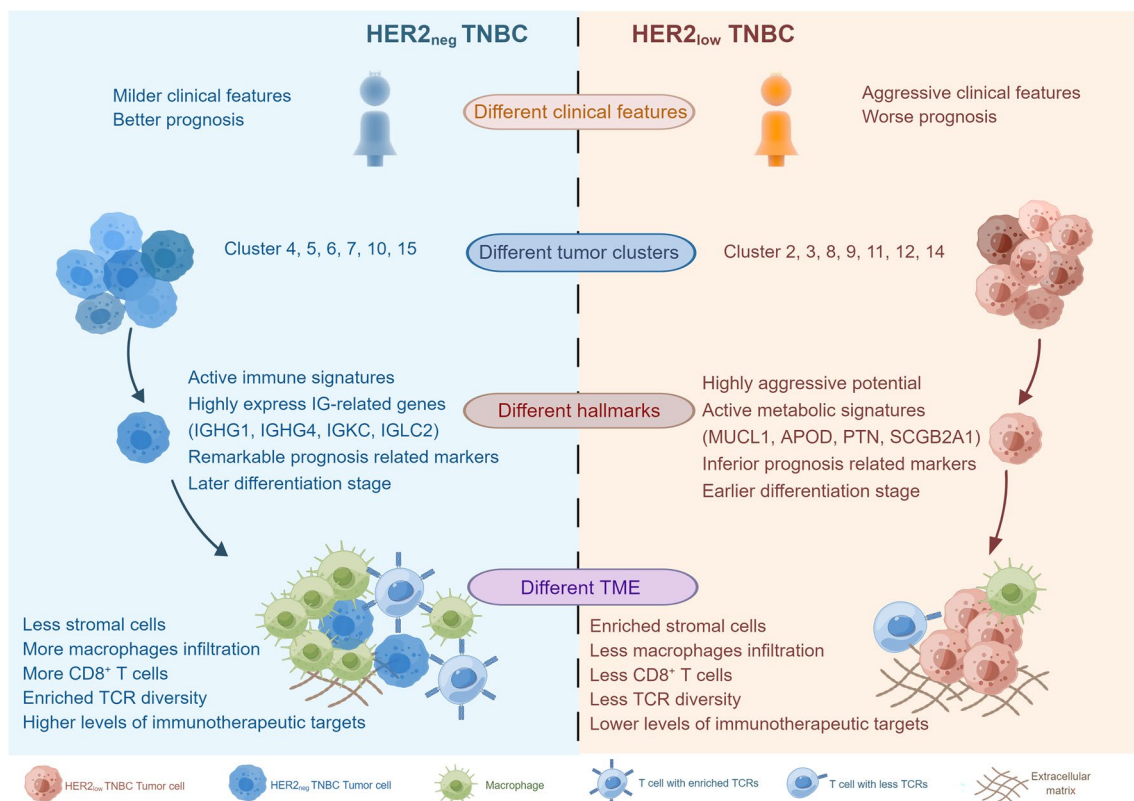 HER2neg TNBC
HER2low TNBC
Milder clinical features
Better prognosis
Different clinical features
Aggressive clinical features
Worse prognosis
Cluster 4, 5, 6, 7, 10, 15
Different tumor clusters
Cluster 2, 3, 8, 9, 11, 12, 14
Active immune signatures
Highly express IG-related genes
(IGHG1, IGHG4, IGKC, IGLC2)
Remarkable prognosis related markers
Later differentiation stage
Different hallmarks
Highly aggressive potential
Active metabolic signatures
(MUCL1, APOD, PTN, SCGB2A1)
Inferior prognosis related markers
Earlier differentiation stage
Different TME
Less stromal cells
More macrophages infiltration
More CD8⁺ T cells
Enriched TCR diversity
Higher levels of immunotherapeutic targets
Enriched stromal cells
Less macrophages infiltration
Less CD8⁺ T cells
Less TCR diversity
Lower levels of immunotherapeutic targets
HER2low TNBC Tumor cell
HER2neg TNBC Tumor cell
Macrophage
T cell with enriched TCRs
T cell with less TCRs
Extracellular
matrix